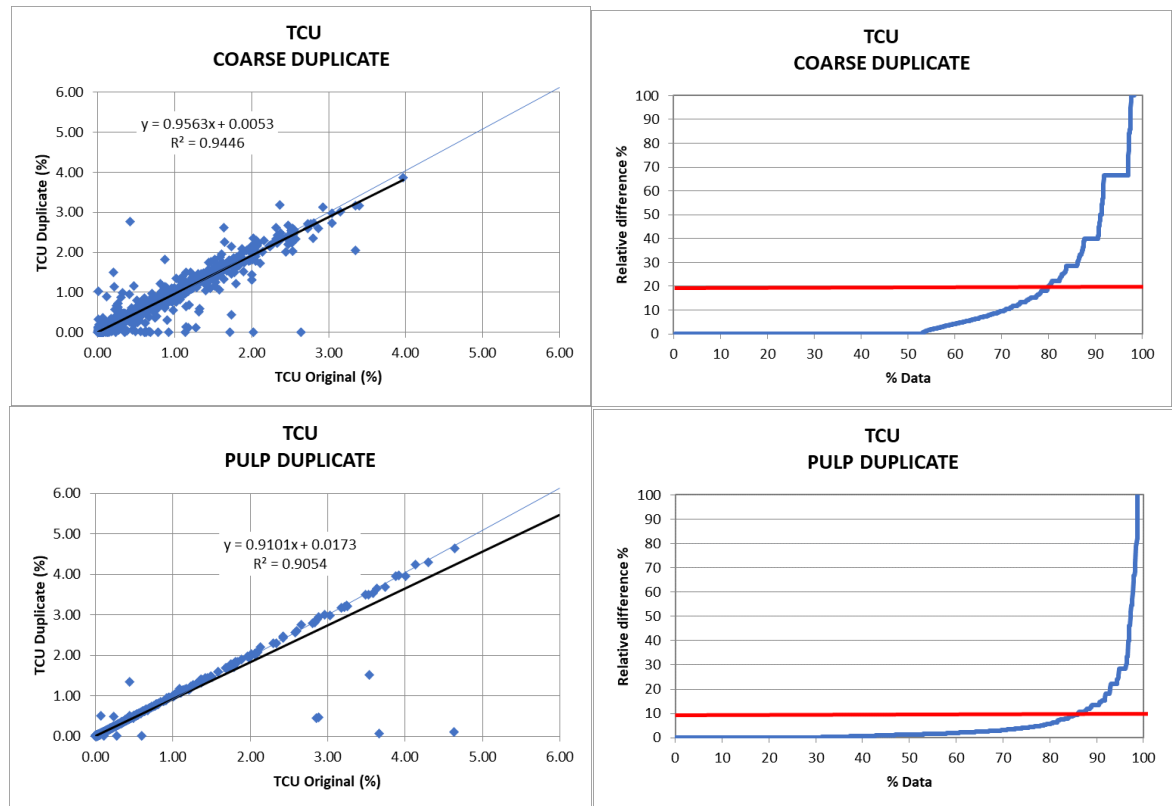 TCU
COARSE DUPLICATE
6.00
5.00
4.00
3.00
2.00
1.00
0.00
TCU Duplicate (%)
y = 0.9563x + 0.0053
R² = 0.9446
0.00 1.00 2.00 3.00 4.00 5.00 6.00
TCU Original (%)
TCU
COARSE DUPLICATE
100
90
80
70
60
50
40
30
20
10
0
Relative difference %
0 10 20 30 40 50 60 70 80 90 100
% Data
TCU
PULP DUPLICATE
6.00
5.00
4.00
3.00
2.00
1.00
0.00
TCU Duplicate (%)
y = 0.9101x + 0.0173
R² = 0.9054
0.00 1.00 2.00 3.00 4.00 5.00 6.00
TCU Original (%)
TCU
PULP DUPLICATE
100
90
80
70
60
50
40
30
20
10
0
Relative difference %
0 10 20 30 40 50 60 70 80 90 100
% Data